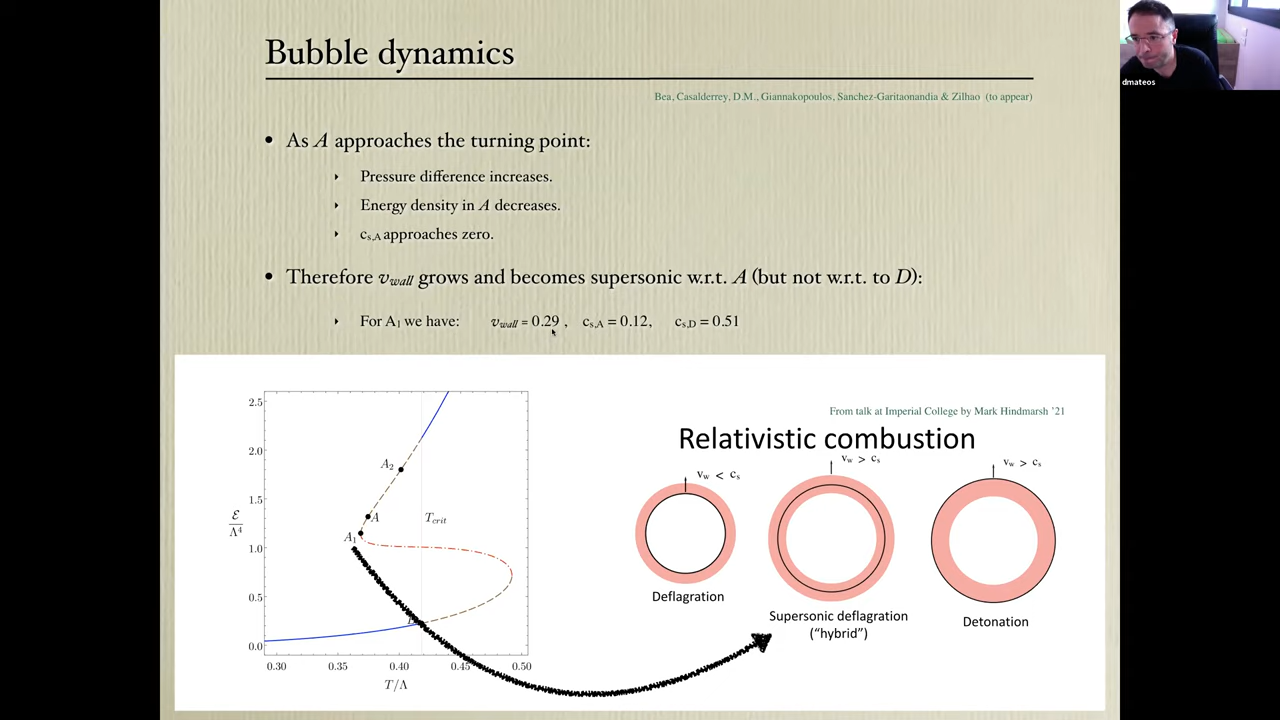 Bubble dynamics
Bea, Casalderrey, D.M., Giannakopoulos, Sanchez-Garitaonandia & Zilhao (to appear)
• As A approaches the turning point:
‣ Pressure difference increases.
‣ Energy density in A decreases.
‣ cs,A approaches zero.
• Therefore vwall grows and becomes supersonic w.r.t. A (but not w.r.t. to D):
‣ For A1 we have: vwall = 0.29 , cs,A = 0.12, cs,D = 0.51
dmateos
2.5
2.0
1.5
1.0
0.5
0.0
ℰ/Λ⁴
A2
A
A1
Tcrit
0.30 0.35 0.40 0.45 0.50
T/Λ
From talk at Imperial College by Mark Hindmarsh '21
Relativistic combustion
vw < cs
vw > cs
vw > cs
Deflagration
Supersonic deflagration
("hybrid")
Detonation